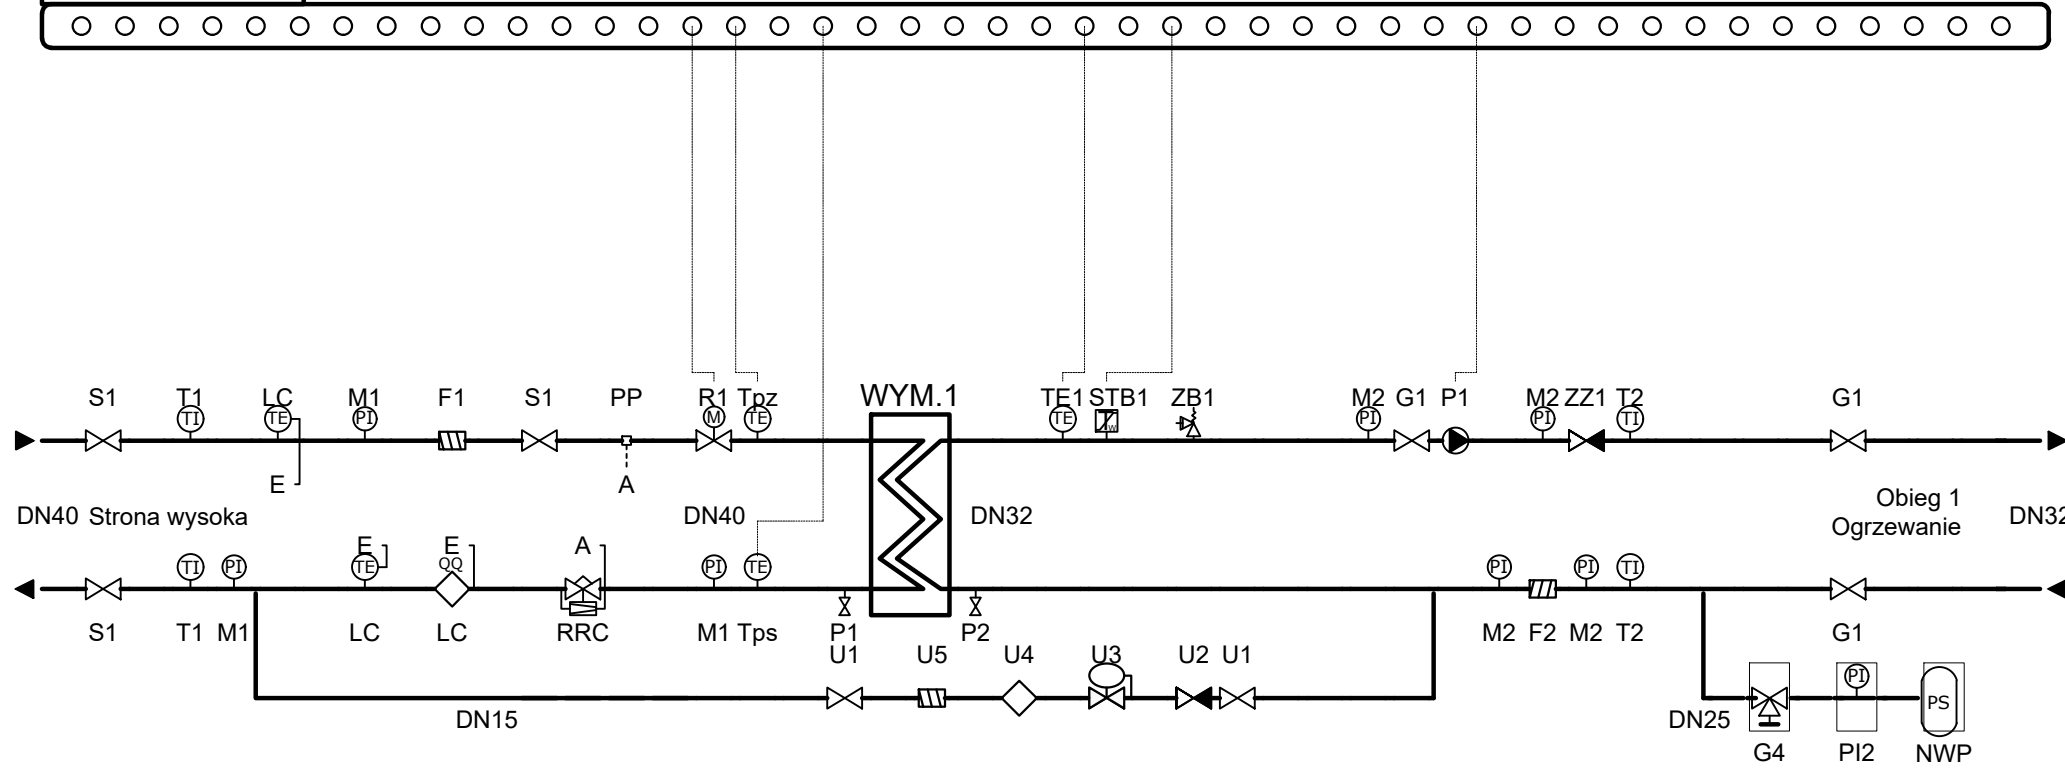 S1 T1 LC M1 F1 S1 PP R1 Tpz WYM.1 TE1 STB1 ZB1 M2 G1 P1 M2 ZZ1 T2 G1
TI TE PI M TE TE TW PI PI TI
E A
DN40 Strona wysoka DN40 DN32 Obieg 1 DN32
Ogrzewanie
E E A
TI PI TE QQ PI TE PI PI TI
S1 T1 M1 LC LC RRC M1 Tps P1 P2 M2 F2 M2 T2 G1
U1 U5 U4 U3 U2 U1
PI
PS
DN15 DN25
G4 PI2 NWP